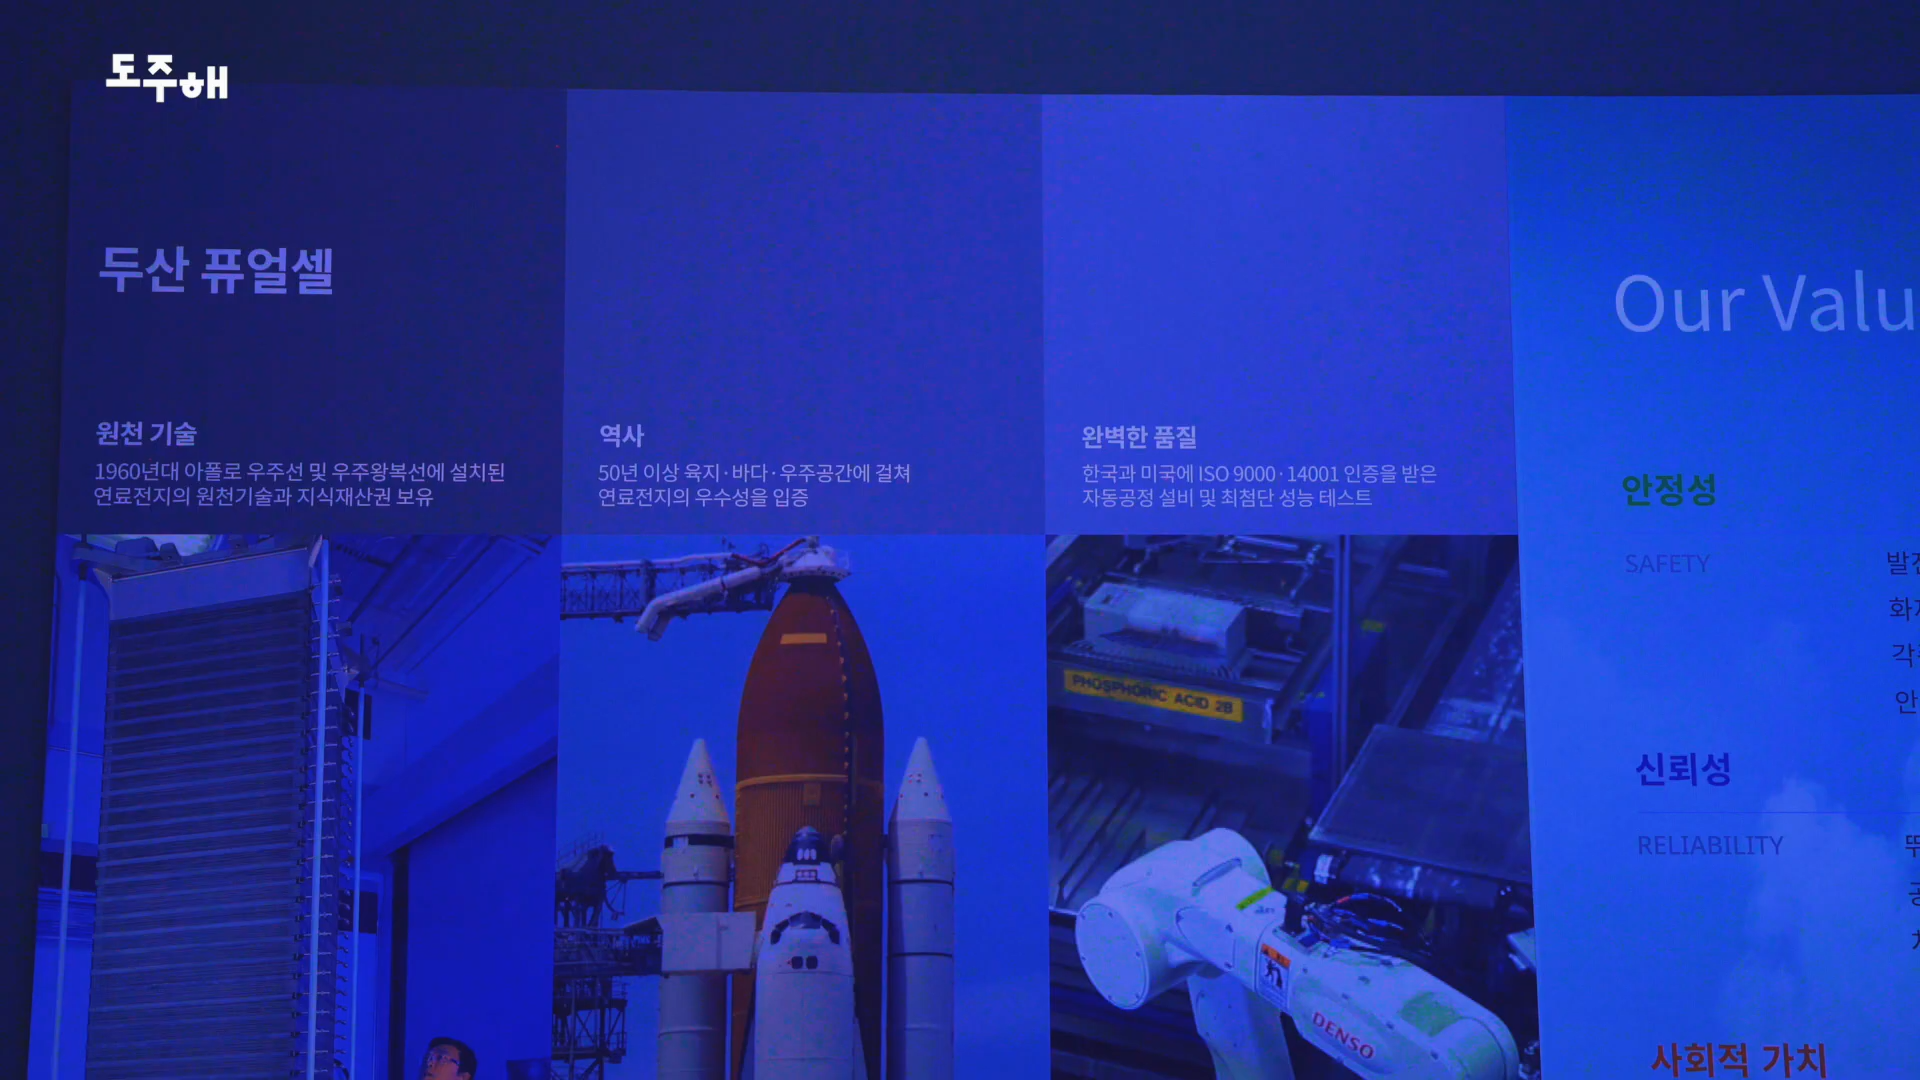 도주해
두산 퓨얼셀
원천 기술
1960년대 아폴로 우주선 및 우주왕복선에 설치된
연료전지의 원천기술과 지식재산권 보유
역사
50년 이상 육지·바다·우주공간에 걸쳐
연료전지의 우수성을 입증
완벽한 품질
한국과 미국에 ISO 9000·14001 인증을 받은
자동공정 설비 및 최첨단 성능 테스트
PHOSPHORIC ACID 2B
DENSO
Our Valu
안정성
SAFETY
신뢰성
RELIABILITY
사회적 가치